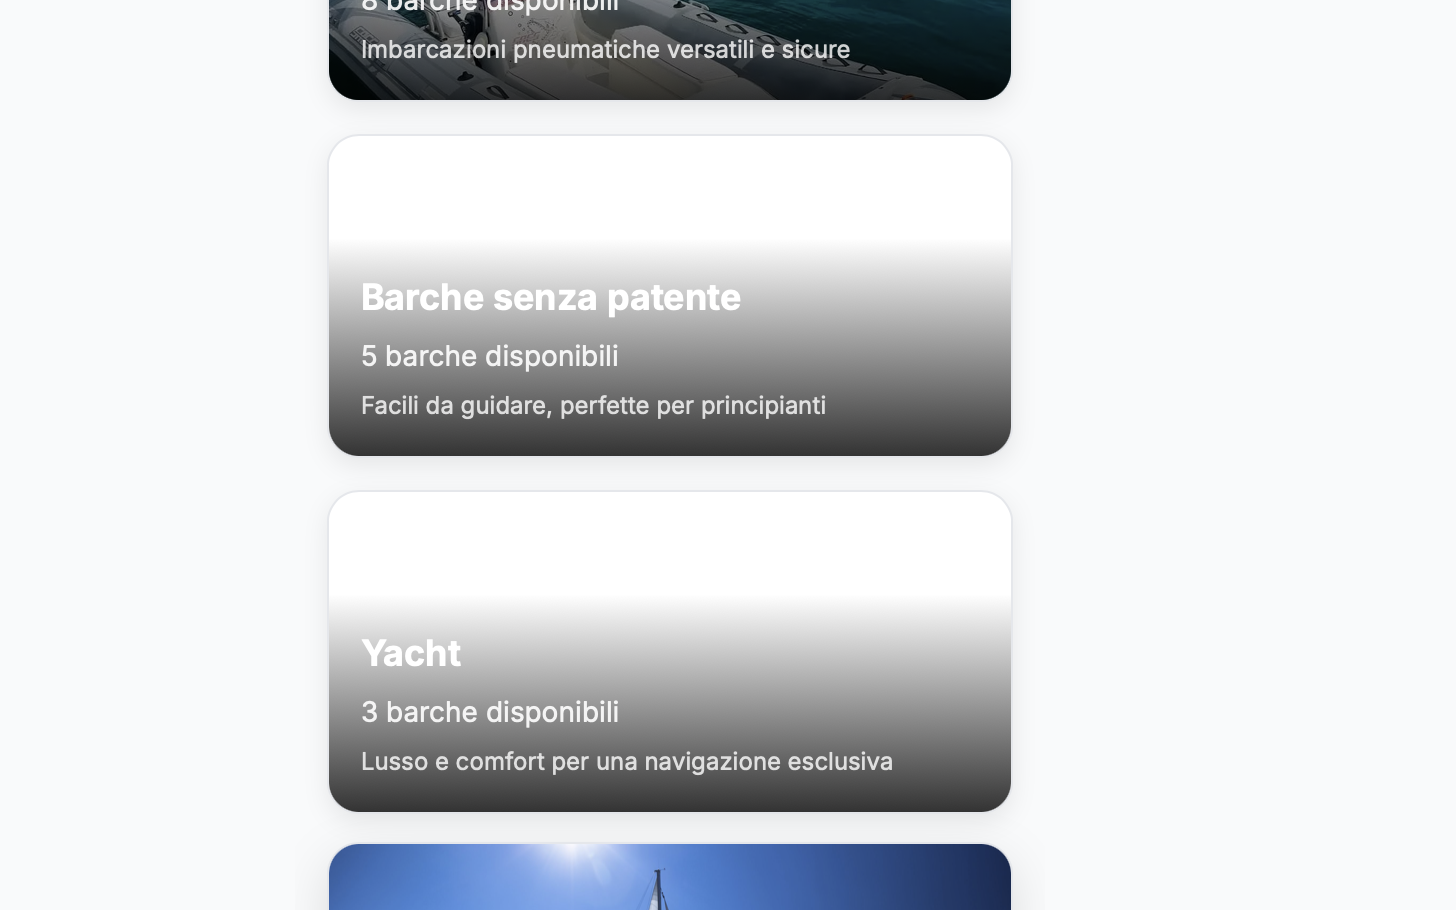 8 barche disponibili
Imbarcazioni pneumatiche versatili e sicure
Barche senza patente
5 barche disponibili
Facili da guidare, perfette per principianti
Yacht
3 barche disponibili
Lusso e comfort per una navigazione esclusiva